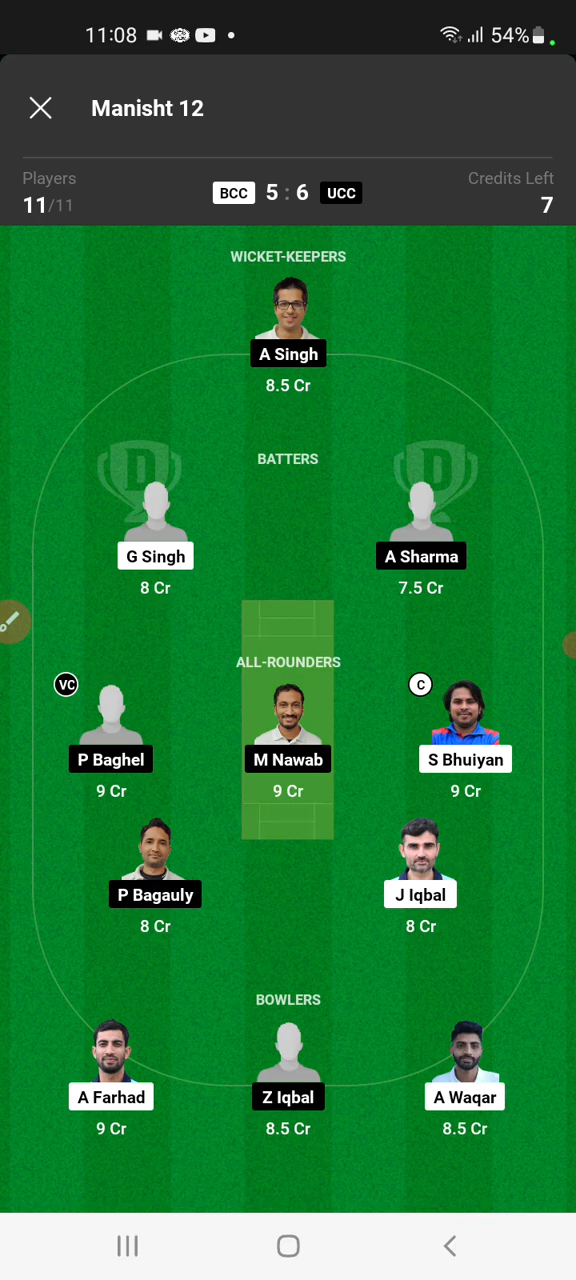 11:08
54%
Manisht 12
Players
11/11
BCC 5 : 6 UCC
Credits Left
7
WICKET-KEEPERS
A Singh
8.5 Cr
BATTERS
D D
G Singh A Sharma
8 Cr 7.5 Cr
ALL-ROUNDERS
VC C
P Baghel M Nawab S Bhuiyan
9 Cr 9 Cr 9 Cr
P Bagauly J Iqbal
8 Cr 8 Cr
BOWLERS
A Farhad Z Iqbal A Waqar
9 Cr 8.5 Cr 8.5 Cr